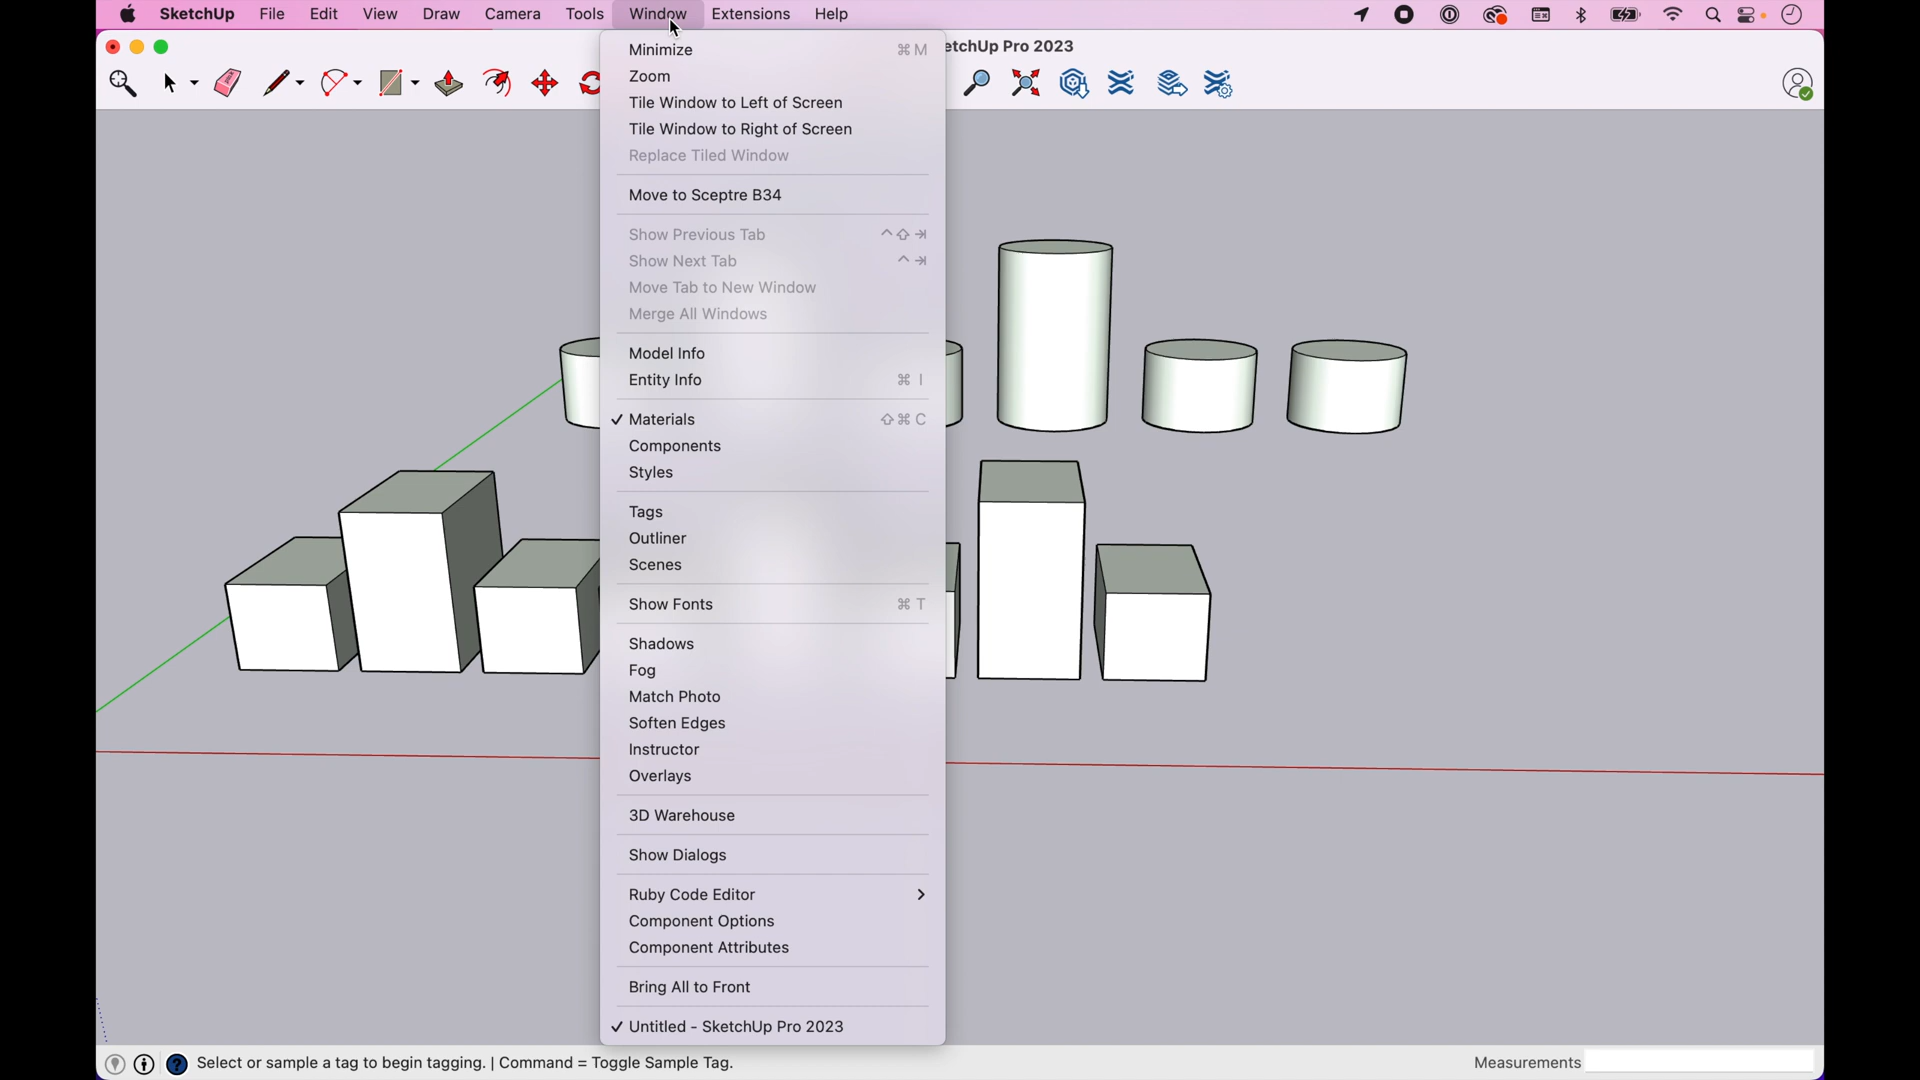 SketchUp File Edit View Draw Camera Tools Window Extensions Help
etchUp Pro 2023
Minimize ⌘ M
Zoom
Tile Window to Left of Screen
Tile Window to Right of Screen
Replace Tiled Window
Move to Sceptre B34
Show Previous Tab ^⇧⇥
Show Next Tab ^⇥
Move Tab to New Window
Merge All Windows
Model Info
Entity Info ⌘ I
✓ Materials ⇧⌘ C
Components
Styles
Tags
Outliner
Scenes
Show Fonts ⌘ T
Shadows
Fog
Match Photo
Soften Edges
Instructor
Overlays
3D Warehouse
Show Dialogs
Ruby Code Editor >
Component Options
Component Attributes
Bring All to Front
✓ Untitled - SketchUp Pro 2023
Select or sample a tag to begin tagging. | Command = Toggle Sample Tag. Measurements